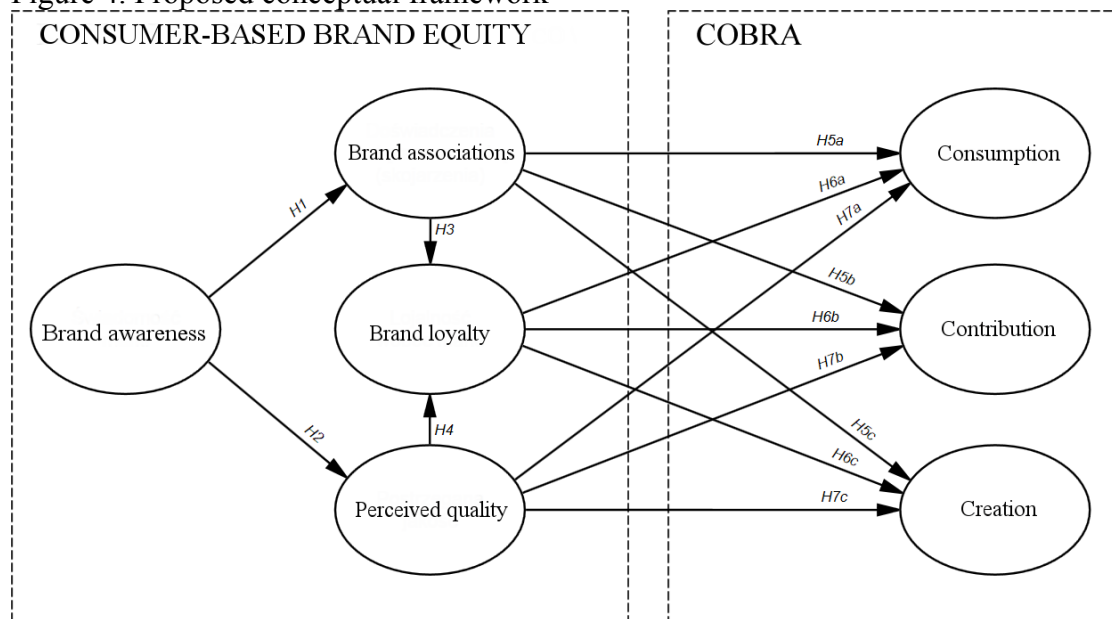 Figure 4. Proposed conceptual framework
CONSUMER-BASED BRAND EQUITY
COBRA
Brand associations
H5a
Consumption
H6a
H7a
H1
H3
H5b
Brand awareness
Brand loyalty
H6b
Contribution
H7b
H2
H4
H5c
H6c
Perceived quality
H7c
Creation